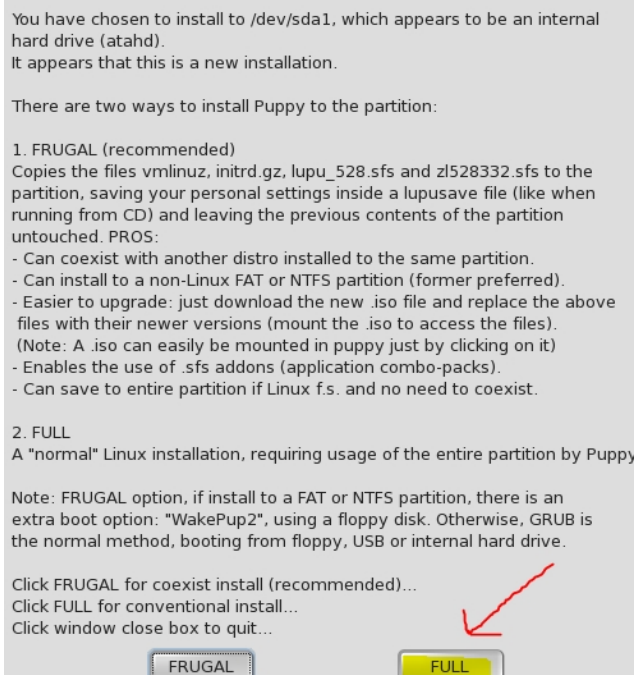 You have chosen to install to /dev/sda1, which appears to be an internal
hard drive (atahd).
It appears that this is a new installation.
There are two ways to install Puppy to the partition:
1. FRUGAL (recommended)
Copies the files vmlinuz, initrd.gz, lupu_528.sfs and zl528332.sfs to the
partition, saving your personal settings inside a lupusave file (like when
running from CD) and leaving the previous contents of the partition
untouched. PROS:
- Can coexist with another distro installed to the same partition.
- Can install to a non-Linux FAT or NTFS partition (former preferred).
- Easier to upgrade: just download the new .iso file and replace the above
files with their newer versions (mount the .iso to access the files).
(Note: A .iso can easily be mounted in puppy just by clicking on it)
- Enables the use of .sfs addons (application combo-packs).
- Can save to entire partition if Linux f.s. and no need to coexist.
2. FULL
A "normal" Linux installation, requiring usage of the entire partition by Puppy
Note: FRUGAL option, if install to a FAT or NTFS partition, there is an
extra boot option: "WakePup2", using a floppy disk. Otherwise, GRUB is
the normal method, booting from floppy, USB or internal hard drive.
Click FRUGAL for coexist install (recommended)...
Click FULL for conventional install...
Click window close box to quit...
FRUGAL FULL